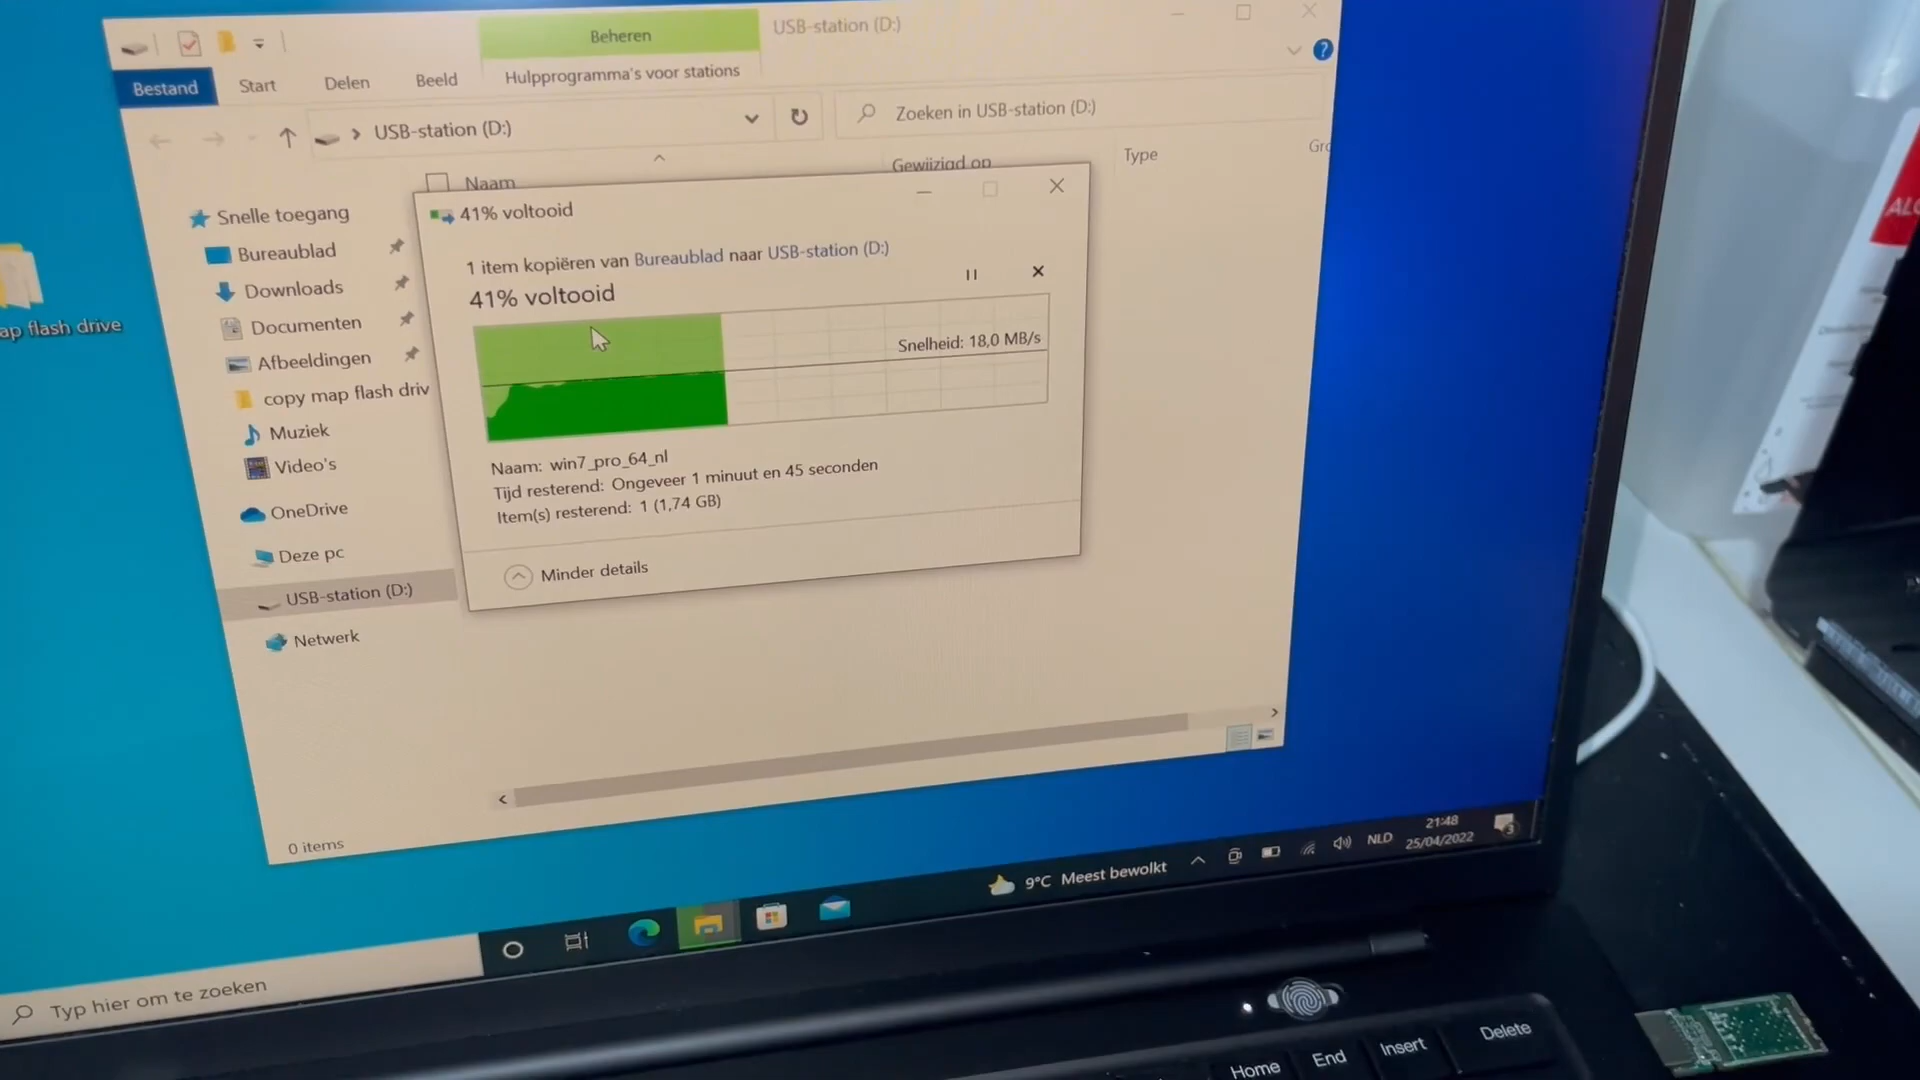 Beheren
USB-station (D:)
Bestand
Start
Delen
Beeld
Hulpprogramma's voor stations
?
USB-station (D:)
Zoeken in USB-station (D:)
Naam
Gewijzigd op
Type
Gro
Snelle toegang
Bureaublad
Downloads
Documenten
Afbeeldingen
copy map flash driv
Muziek
Video's
OneDrive
Deze pc
USB-station (D:)
Netwerk
0 items
41% voltooid
1 item kopiëren van Bureaublad naar USB-station (D:)
41% voltooid
Snelheid: 18,0 MB/s
Naam: win7_pro_64_nl
Tijd resterend: Ongeveer 1 minuut en 45 seconden
Item(s) resterend: 1 (1,74 GB)
Minder details
ap flash drive
Typ hier om te zoeken
9°C Meest bewolkt
NLD
21:48
25/04/2022
3
Home
End
Insert
Delete
ALC